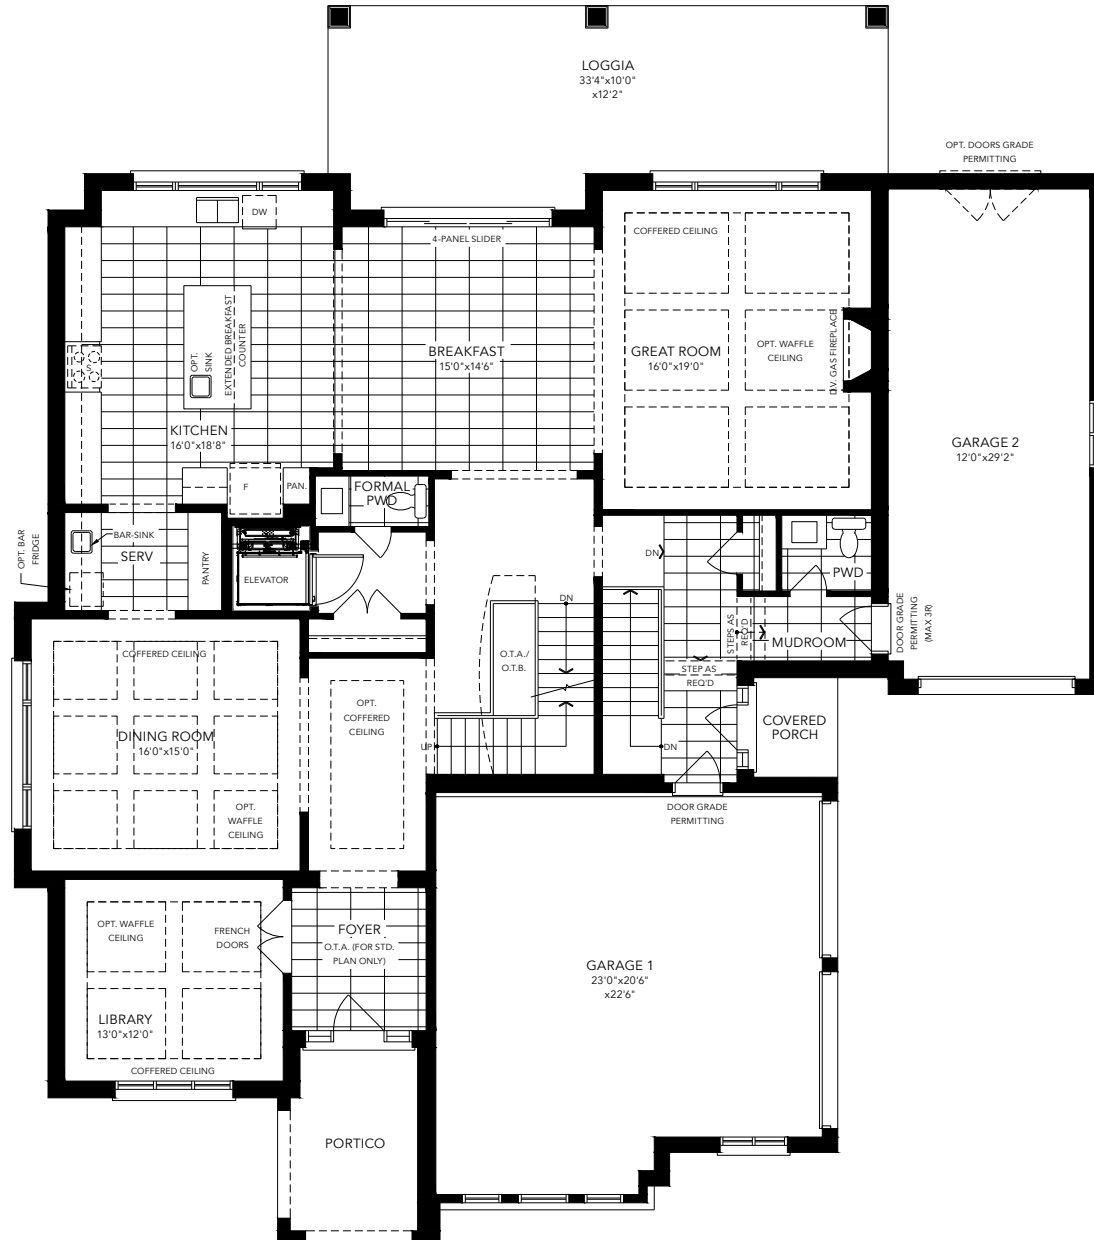 LOGGIA
33'4"x10'0"
x12'2"
OPT. DOORS GRADE
PERMITTING
DW
4-PANEL SLIDER
COFFERED CEILING
EXTENDED BREAKFAST
COUNTER
OPT.
SINK
S
BREAKFAST
15'0"x14'6"
GREAT ROOM
16'0"x19'0"
OPT. WAFFLE
CEILING
D.V. GAS FIREPLACE
KITCHEN
16'0"x18'8"
GARAGE 2
12'0"x29'2"
F
PAN.
FORMAL
PWD
OPT. BAR
FRIDGE
BAR-SINK
SERV
PANTRY
ELEVATOR
DN
PWD
DN
STEPS AS
REQ'D
MUDROOM
DOOR GRADE
PERMITTING
(MAX 3R)
O.T.A./
O.T.B.
STEP AS
REQ'D
COFFERED CEILING
DINING ROOM
16'0"x15'0"
OPT.
WAFFLE
CEILING
OPT.
COFFERED
CEILING
UP
DN
COVERED
PORCH
DOOR GRADE
PERMITTING
OPT. WAFFLE
CEILING
FRENCH
DOORS
FOYER
O.T.A. (FOR STD.
PLAN ONLY)
GARAGE 1
23'0"x20'6"
x22'6"
LIBRARY
13'0"x12'0"
COFFERED CEILING
PORTICO